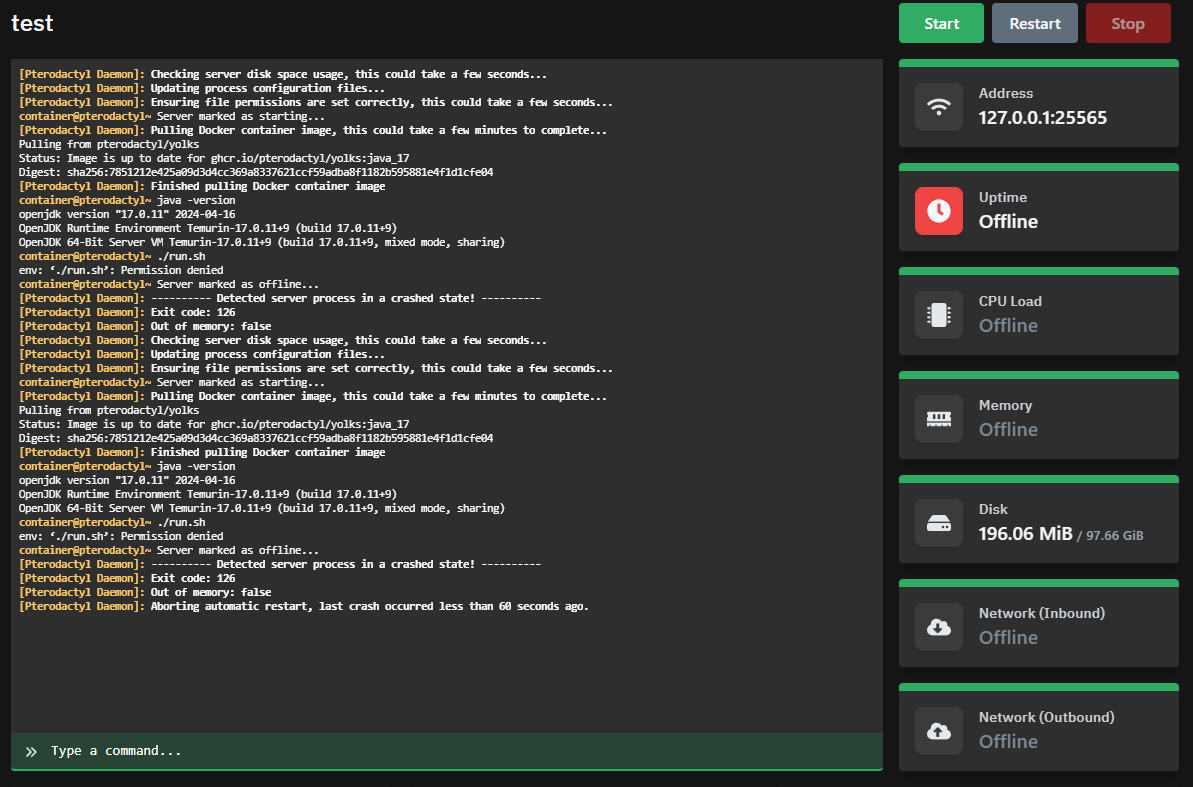 test
Start
Restart
Stop
[Pterodactyl Daemon]: Checking server disk space usage, this could take a few seconds...
[Pterodactyl Daemon]: Updating process configuration files...
[Pterodactyl Daemon]: Ensuring file permissions are set correctly, this could take a few seconds...
container@pterodactyl~ Server marked as starting...
[Pterodactyl Daemon]: Pulling Docker container image, this could take a few minutes to complete...
Pulling from pterodactyl/yolks
Status: Image is up to date for ghcr.io/pterodactyl/yolks:java_17
Digest: sha256:7851212e425a09d3d4cc369a8337621ccf59adba8f1182b595881e4f1d1cfe04
[Pterodactyl Daemon]: Finished pulling Docker container image
container@pterodactyl~ java -version
openjdk version "17.0.11" 2024-04-16
OpenJDK Runtime Environment Temurin-17.0.11+9 (build 17.0.11+9)
OpenJDK 64-Bit Server VM Temurin-17.0.11+9 (build 17.0.11+9, mixed mode, sharing)
container@pterodactyl~ ./run.sh
env: ‘./run.sh’: Permission denied
container@pterodactyl~ Server marked as offline...
[Pterodactyl Daemon]: ---------- Detected server process in a crashed state! ----------
[Pterodactyl Daemon]: Exit code: 126
[Pterodactyl Daemon]: Out of memory: false
[Pterodactyl Daemon]: Checking server disk space usage, this could take a few seconds...
[Pterodactyl Daemon]: Updating process configuration files...
[Pterodactyl Daemon]: Ensuring file permissions are set correctly, this could take a few seconds...
container@pterodactyl~ Server marked as starting...
[Pterodactyl Daemon]: Pulling Docker container image, this could take a few minutes to complete...
Pulling from pterodactyl/yolks
Status: Image is up to date for ghcr.io/pterodactyl/yolks:java_17
Digest: sha256:7851212e425a09d3d4cc369a8337621ccf59adba8f1182b595881e4f1d1cfe04
[Pterodactyl Daemon]: Finished pulling Docker container image
container@pterodactyl~ java -version
openjdk version "17.0.11" 2024-04-16
OpenJDK Runtime Environment Temurin-17.0.11+9 (build 17.0.11+9)
OpenJDK 64-Bit Server VM Temurin-17.0.11+9 (build 17.0.11+9, mixed mode, sharing)
container@pterodactyl~ ./run.sh
env: ‘./run.sh’: Permission denied
container@pterodactyl~ Server marked as offline...
[Pterodactyl Daemon]: ---------- Detected server process in a crashed state! ----------
[Pterodactyl Daemon]: Exit code: 126
[Pterodactyl Daemon]: Out of memory: false
[Pterodactyl Daemon]: Aborting automatic restart, last crash occurred less than 60 seconds ago.
Type a command...
Address
127.0.0.1:25565
Uptime
Offline
CPU Load
Offline
Memory
Offline
Disk
196.06 MiB / 97.66 GiB
Network (Inbound)
Offline
Network (Outbound)
Offline